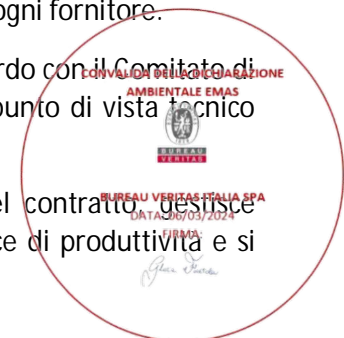 ogni fornitore.
rdo con il Comitato di
CONVALIDA DELLA DICHIARAZIONE
AMBIENTALE EMAS
punto di vista tecnico
BUREAU
VERITAS
BUREAU VERITAS ITALIA SPA
el contratto, gestisce
DATA: 06/03/2024
FIRMA:
ce di produttività e si